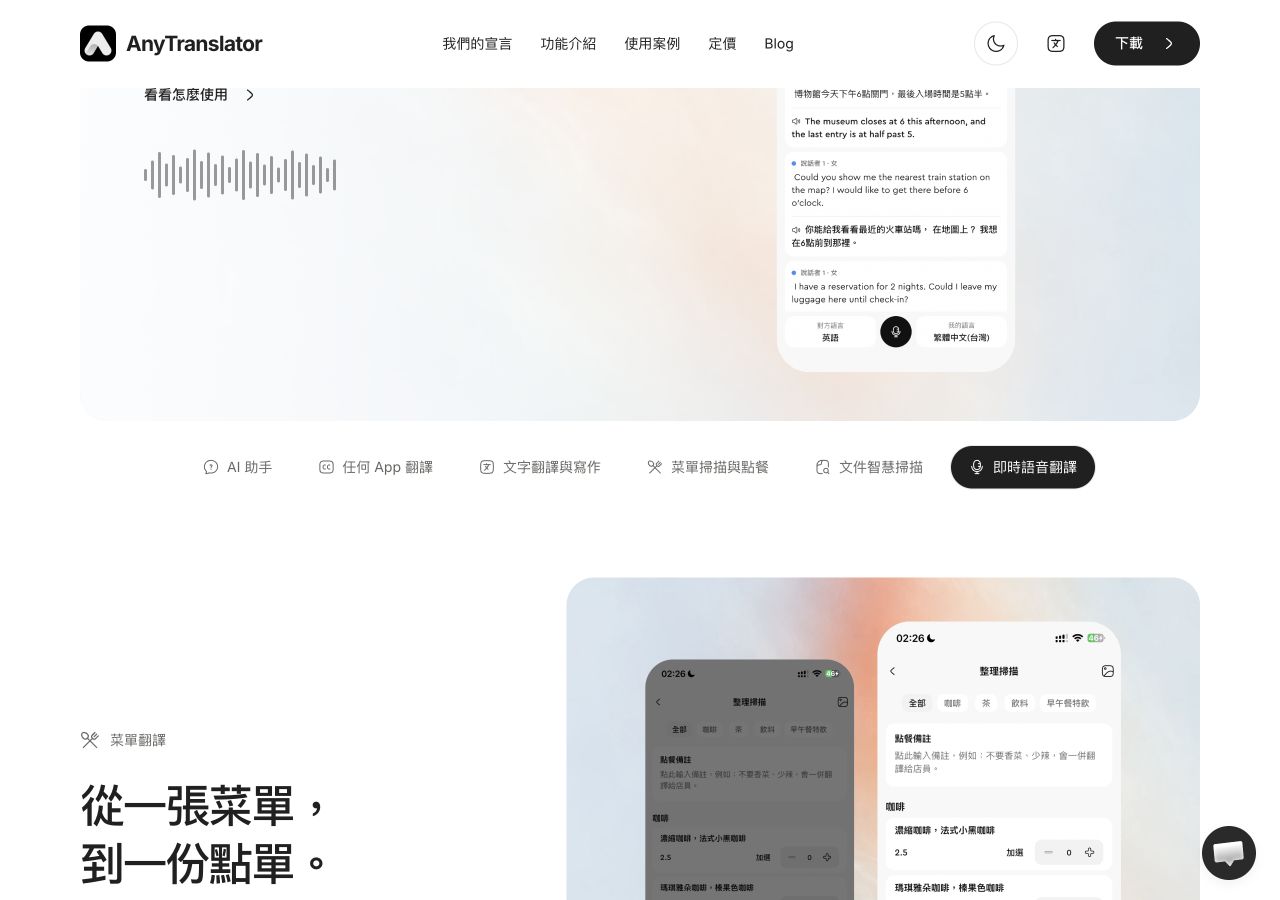 AnyTranslator
我們的宣言
功能介紹
使用案例
定價
Blog
下載
看看怎麼使用
博物館今天下午6點關門，最後入場時間是5點半。
The museum closes at 6 this afternoon, and
the last entry is at half past 5.
說話者 1 · 女
Could you show me the nearest train station on
the map? I would like to get there before 6
o'clock.
你能給我看看最近的火車站嗎， 在地圖上？ 我想
在6點前到那裡。
說話者 1 · 女
I have a reservation for 2 nights. Could I leave my
luggage here until check-in?
對方語言
英語
我的語言
繁體中文(台灣)
AI 助手
任何 App 翻譯
文字翻譯與寫作
菜單掃描與點餐
文件智慧掃描
即時語音翻譯
菜單翻譯
從一張菜單，
到一份點單。
02:26
46+
整理掃描
全部
咖啡
茶
飲料
早午餐特飲
點餐備註
點此輸入備註，例如：不要香菜、少辣，會一併翻
譯給店員。
咖啡
濃縮咖啡，法式小黑咖啡
2.5
加選
0
瑪琪雅朵咖啡，榛果色咖啡
02:26
46+
整理掃描
全部
咖啡
茶
飲料
早午餐特飲
點餐備註
點此輸入備註，例如：不要香菜、少辣，會一併翻
譯給店員。
咖啡
濃縮咖啡，法式小黑咖啡
2.5
加選
0
瑪琪雅朵咖啡，榛果色咖啡